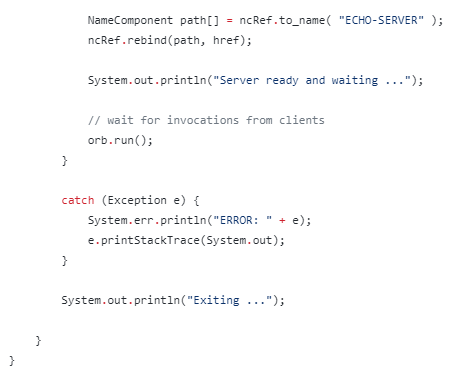 NameComponent path[] = ncRef.to_name( "ECHO-SERVER" );
ncRef.rebind(path, href);
System.out.println("Server ready and waiting ...");
// wait for invocations from clients
orb.run();
}
catch (Exception e) {
System.err.println("ERROR: " + e);
e.printStackTrace(System.out);
}
System.out.println("Exiting ...");
}
}